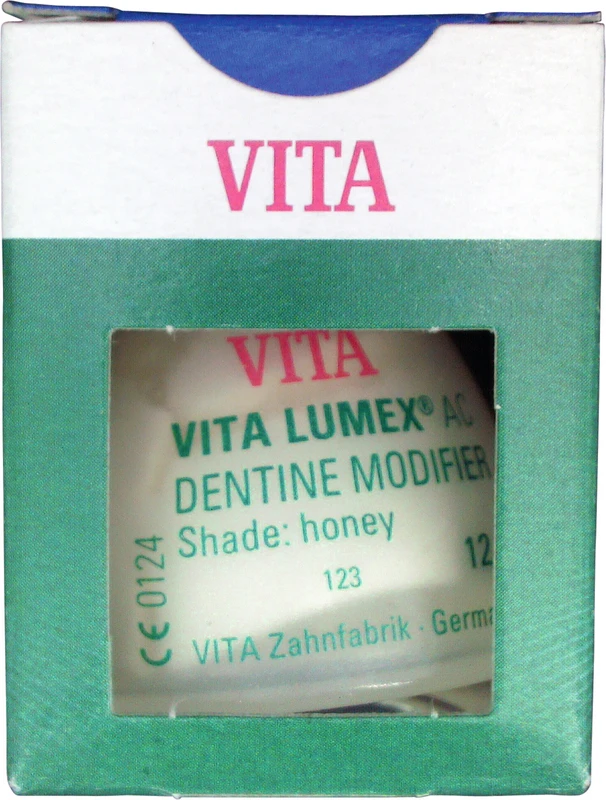 VITA
VITA
VITA LUMEX® AC
DENTINE MODIFIER
Shade: honey
123
12
CE 0124
VITA Zahnfabrik · Germa